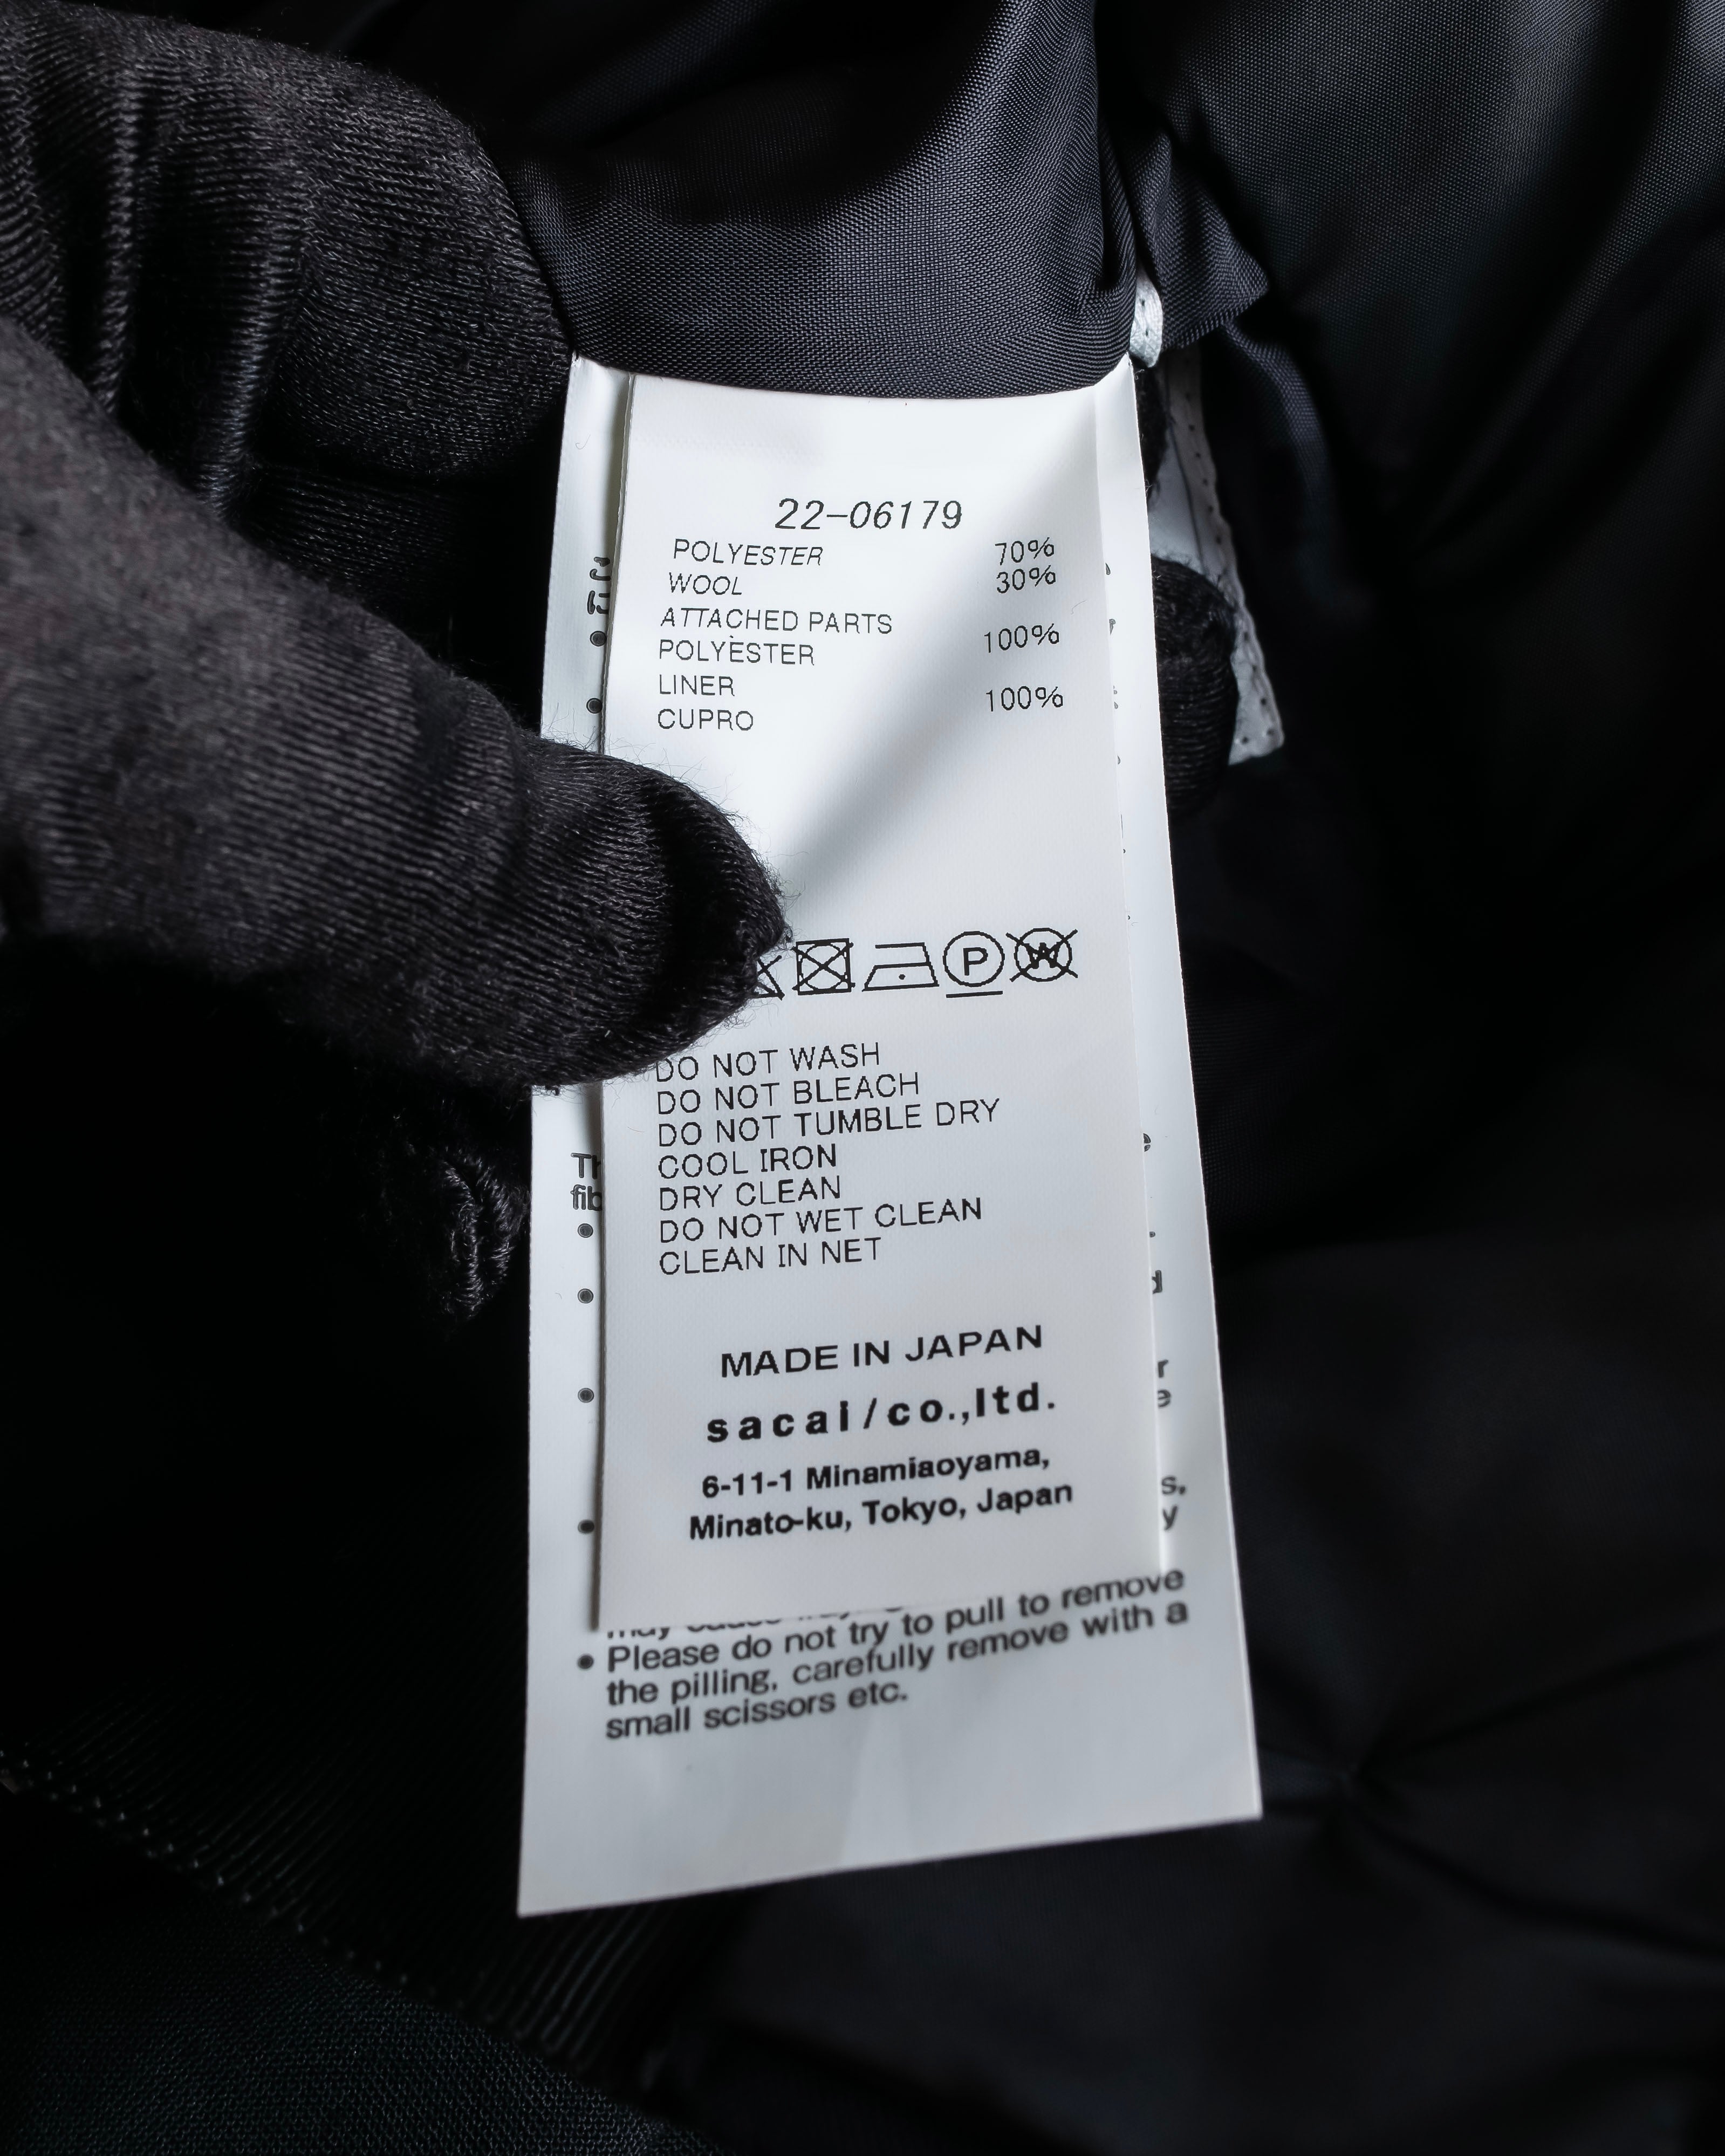 22-06179
POLYESTER 70%
WOOL 30%
ATTACHED PARTS
POLYESTER 100%
LINER
CUPRO 100%
P W
DO NOT WASH
DO NOT BLEACH
DO NOT TUMBLE DRY
COOL IRON
DRY CLEAN
DO NOT WET CLEAN
CLEAN IN NET
MADE IN JAPAN
sacai/co.,ltd.
6-11-1 Minamiaoyama,
Minato-ku, Tokyo, Japan
may cause
• Please do not try to pull to remove
the pilling, carefully remove with a
small scissors etc.